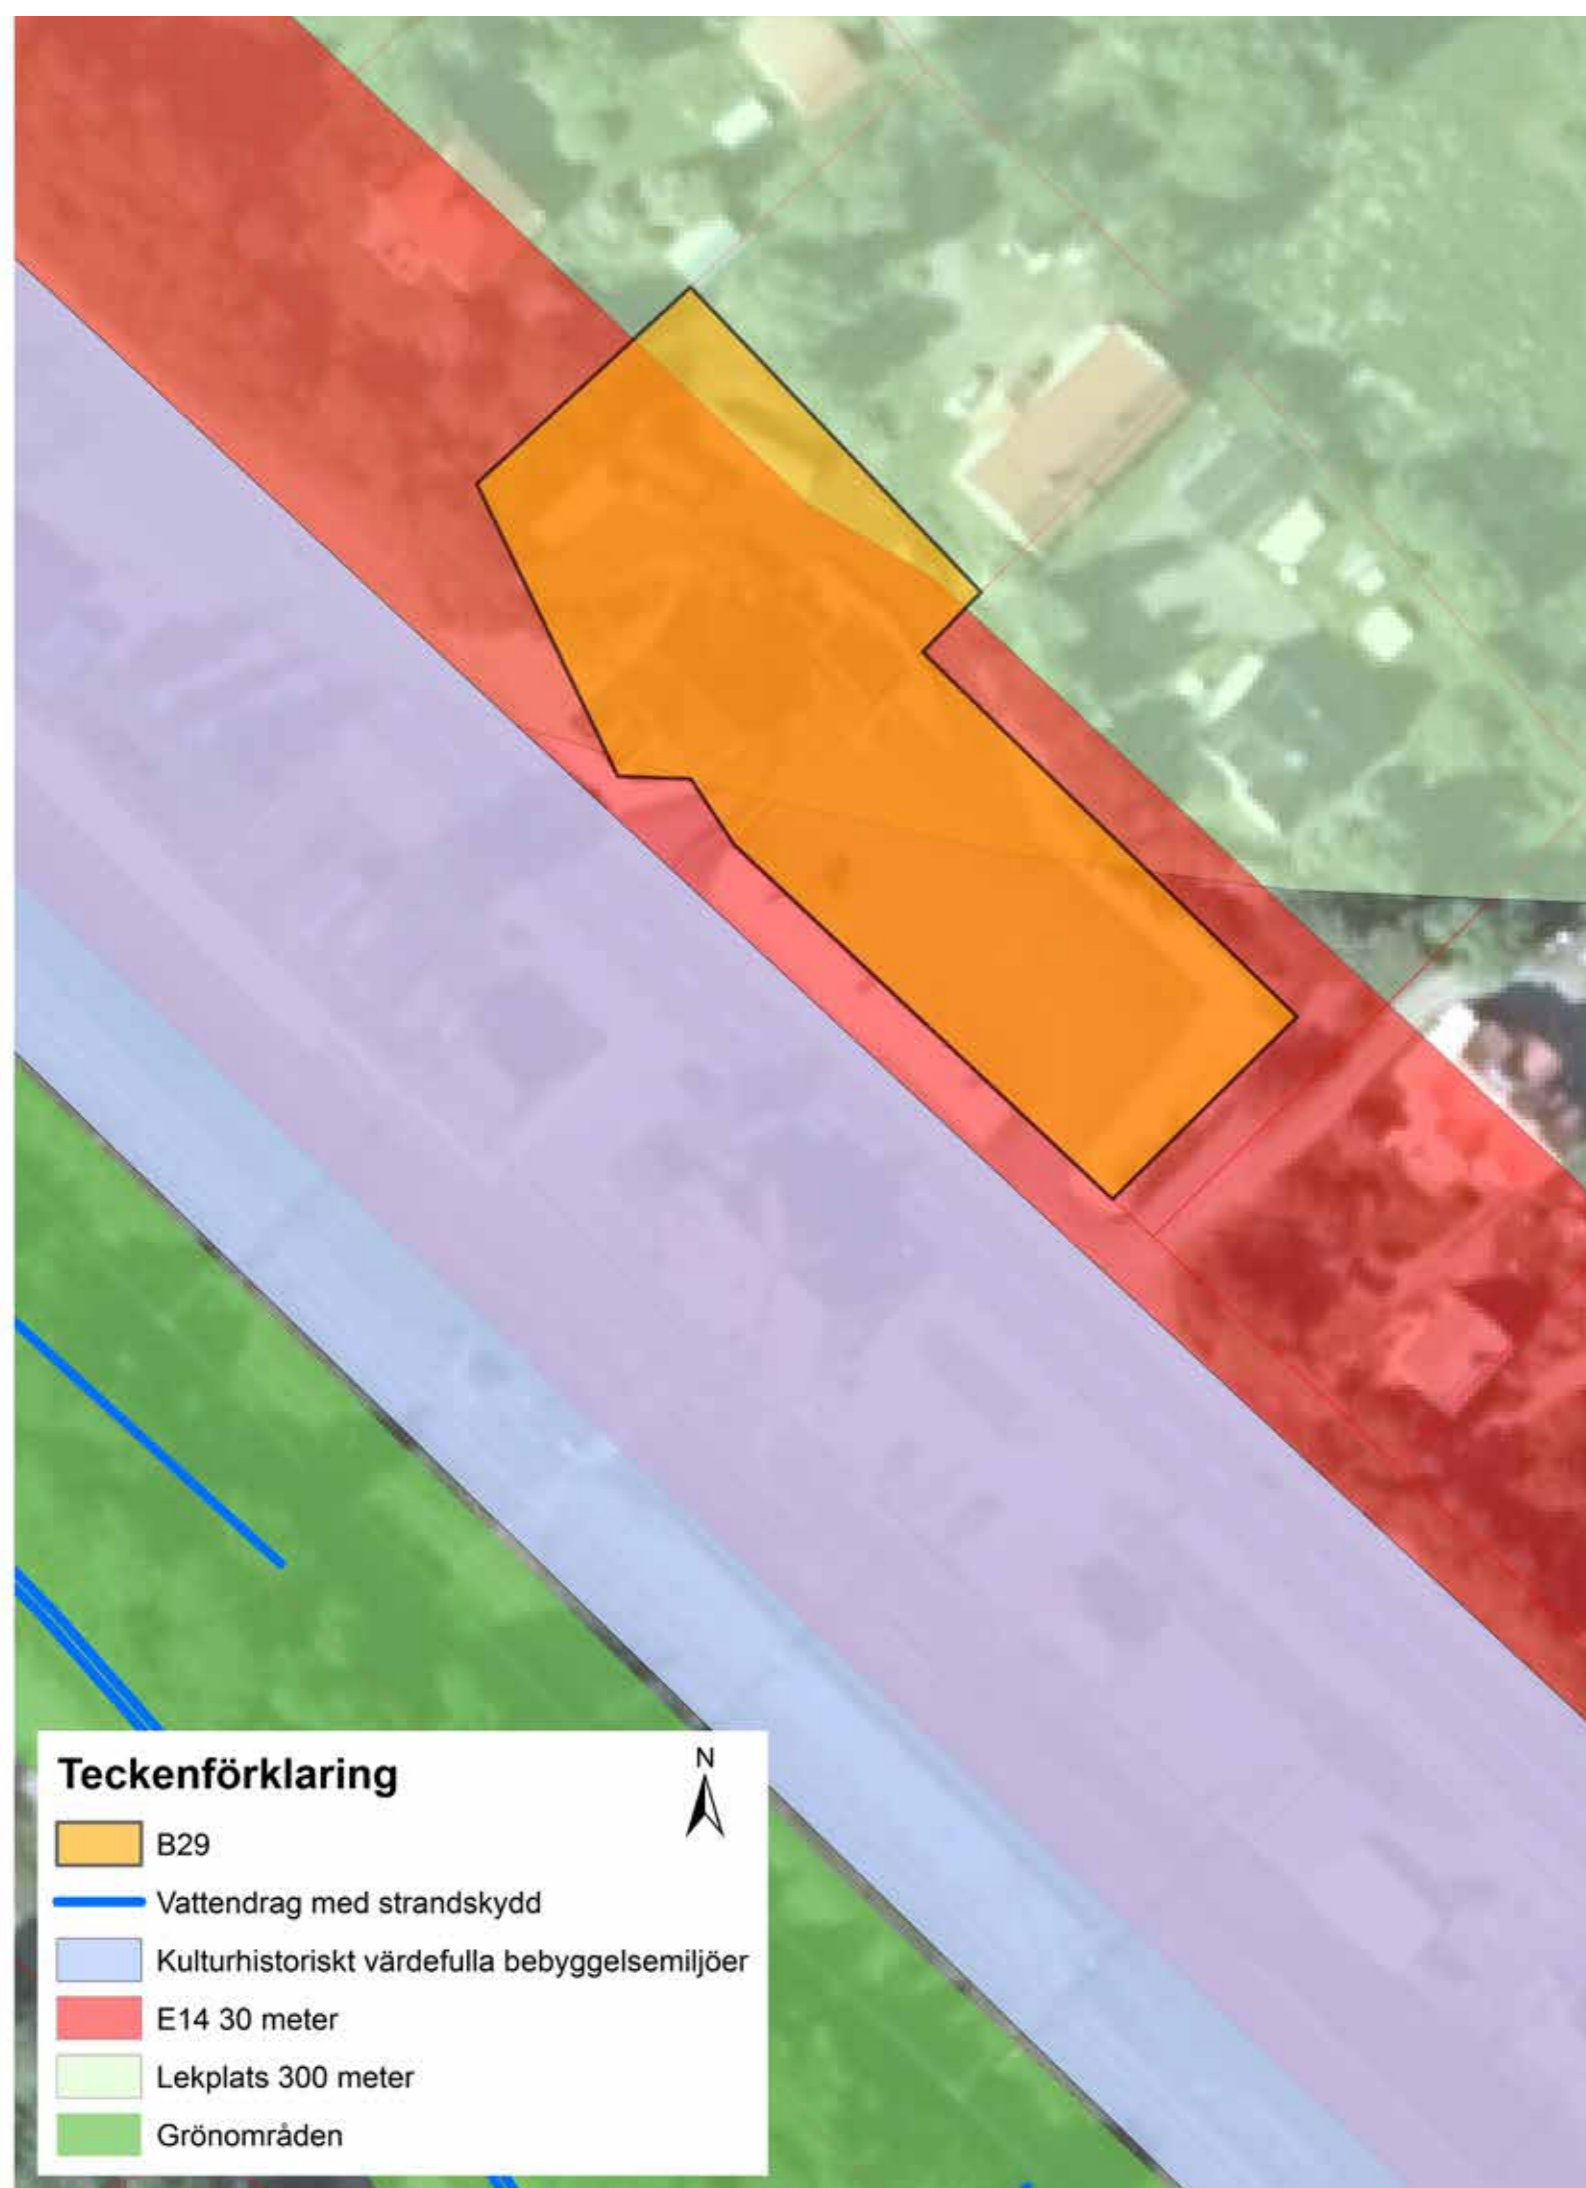 Teckenförklaring
N
B29
Vattendrag med strandskydd
Kulturhistoriskt värdefulla bebyggelsemiljöer
E14 30 meter
Lekplats 300 meter
Grönområden